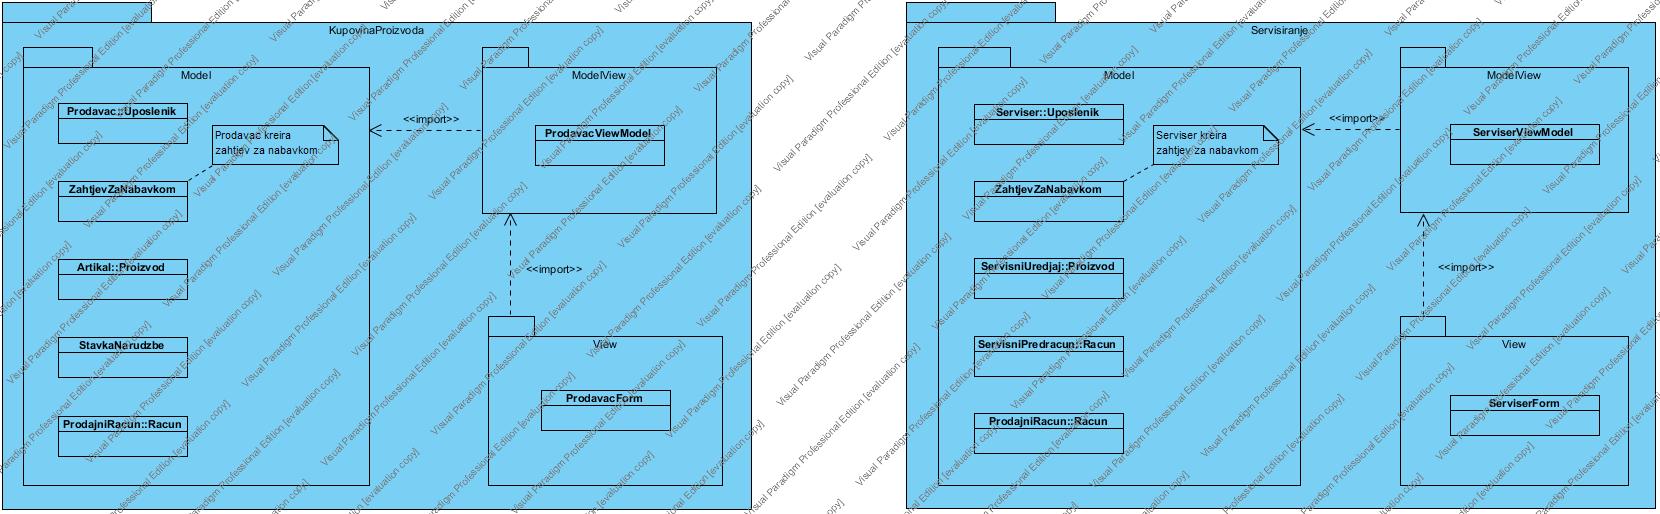 KupovinaProizvoda
Model
Prodavac::Uposlenik
Prodavac kreira
zahtjev za nabavkom
ZahtjevZaNabavkom
Artikal::Proizvod
StavkaNarudzbe
ProdajniRacun::Racun
<<import>>
ModelView
ProdavacViewModel
<<import>>
View
ProdavacForm
Servisiranje
Model
Serviser::Uposlenik
Serviser kreira
zahtjev za nabavkom
ZahtjevZaNabavkom
ServisniUredjaj::Proizvod
ServisniPredracun::Racun
ProdajniRacun::Racun
<<import>>
ModelView
ServiserViewModel
<<import>>
View
ServiserForm
Visual Paradigm Professional Edition [evaluation copy]